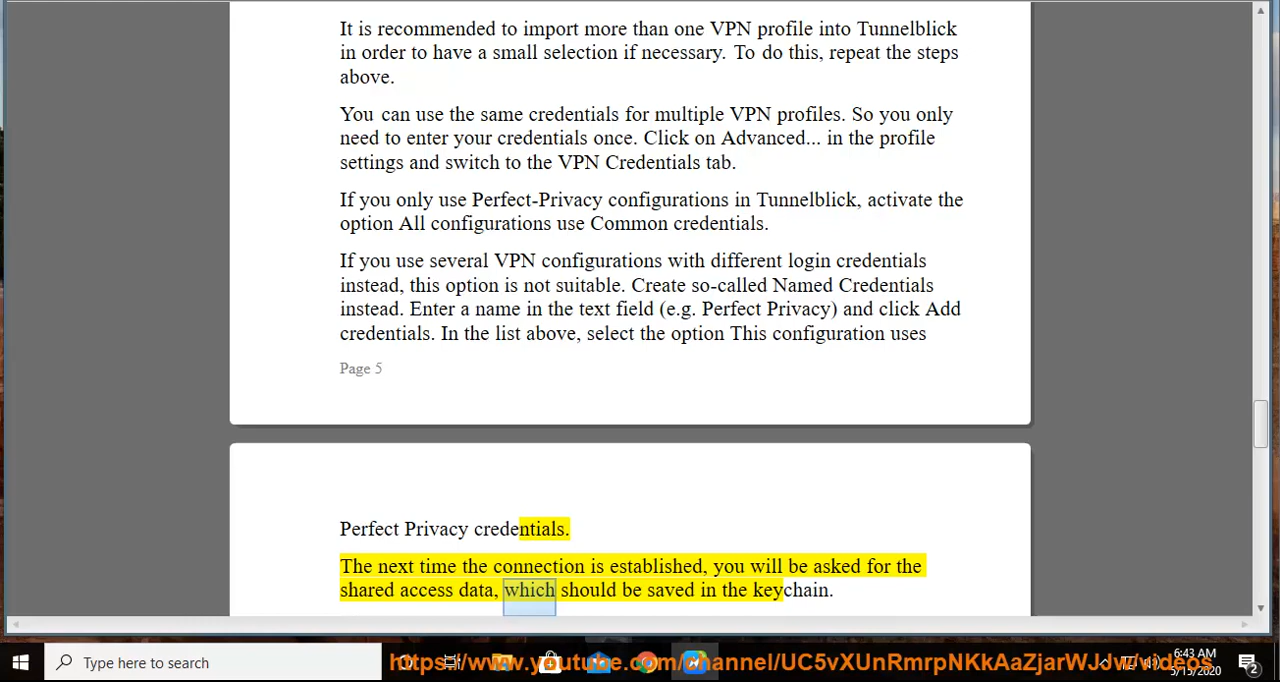 It is recommended to import more than one VPN profile into Tunnelblick
in order to have a small selection if necessary. To do this, repeat the steps
above.
You can use the same credentials for multiple VPN profiles. So you only
need to enter your credentials once. Click on Advanced... in the profile
settings and switch to the VPN Credentials tab.
If you only use Perfect-Privacy configurations in Tunnelblick, activate the
option All configurations use Common credentials.
If you use several VPN configurations with different login credentials
instead, this option is not suitable. Create so-called Named Credentials
instead. Enter a name in the text field (e.g. Perfect Privacy) and click Add
credentials. In the list above, select the option This configuration uses
Page 5
Perfect Privacy credentials.
The next time the connection is established, you will be asked for the
shared access data, which should be saved in the keychain.
Type here to search
https://www.youtube.com/channel/UC5vXUnRmrpNKkAaZjarWJJw/videos
6:43 AM
5/15/2020
2